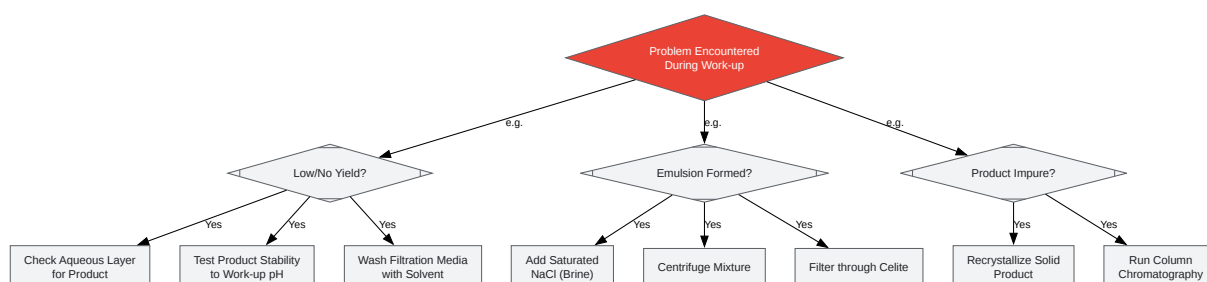 Problem Encountered
During Work-up
e.g.
e.g.
e.g.
Low/No Yield?
Emulsion Formed?
Product Impure?
Yes
Yes
Yes
Yes
Yes
Yes
Yes
Yes
Check Aqueous Layer
for Product
Test Product Stability
to Work-up pH
Wash Filtration Media
with Solvent
Add Saturated
NaCl (Brine)
Centrifuge Mixture
Filter through Celite
Recrystallize Solid
Product
Run Column
Chromatography